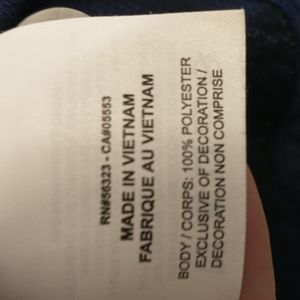 RN#56323 - CA#05553
MADE IN VIETNAM
FABRIQUE AU VIETNAM
BODY / CORPS: 100% POLYESTER
EXCLUSIVE OF DECORATION /
DECORATION NON COMPRISE